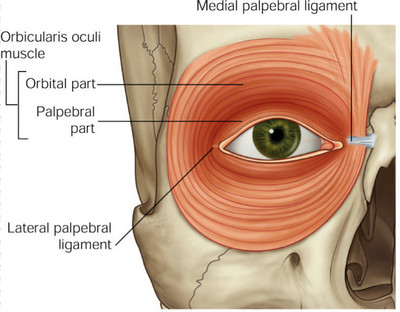 Medial palpebral ligament
Orbicularis oculi
muscle
Orbital part
Palpebral
part
Lateral palpebral
ligament